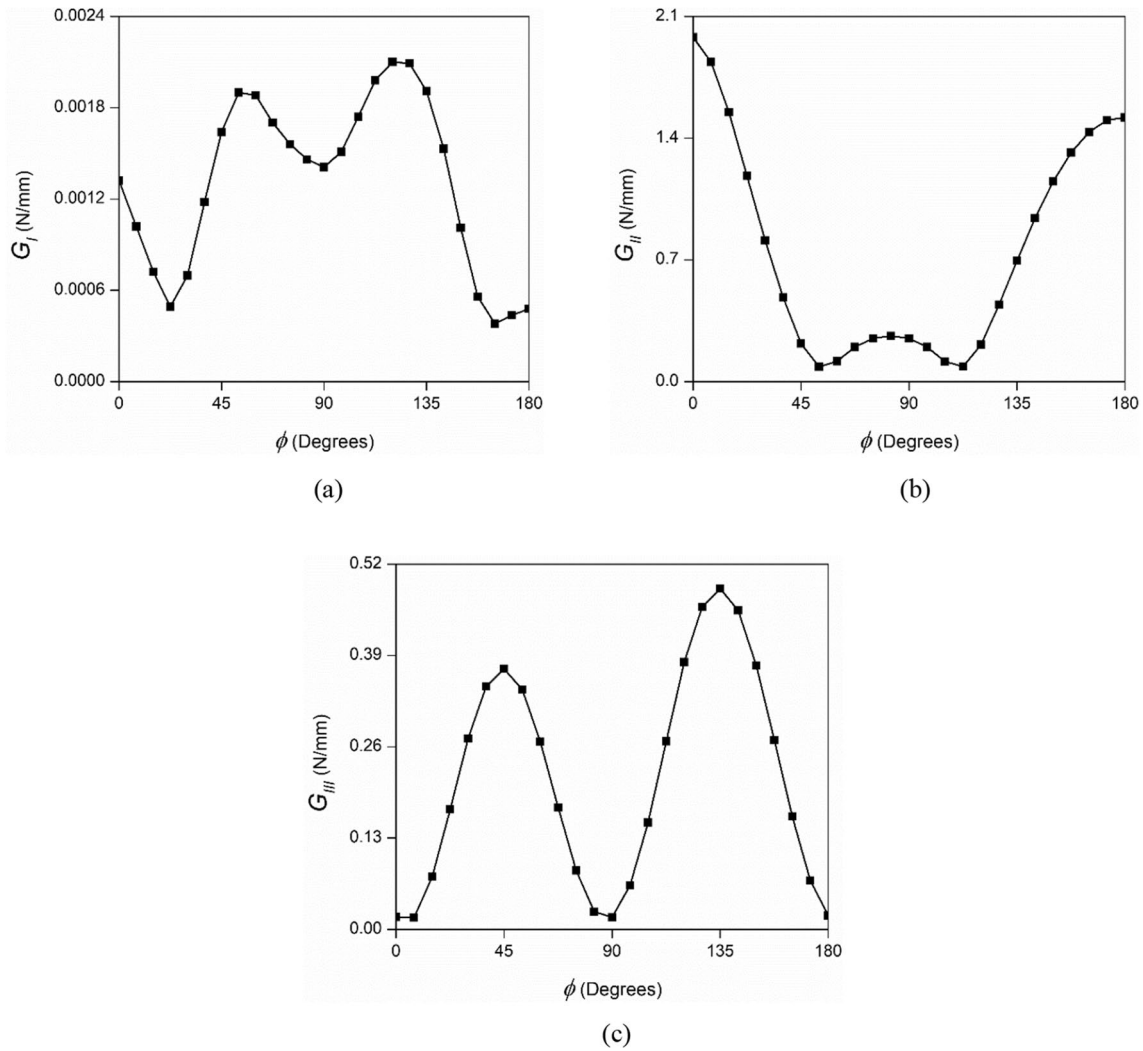 0.0024
0.0018
0.0012
0.0006
0.0000
G_I (N/mm)
0 45 90 135 180
ϕ (Degrees)
(a)
2.1
1.4
0.7
0.0
G_II (N/mm)
0 45 90 135 180
ϕ (Degrees)
(b)
0.52
0.39
0.26
0.13
0.00
G_III (N/mm)
0 45 90 135 180
ϕ (Degrees)
(c)